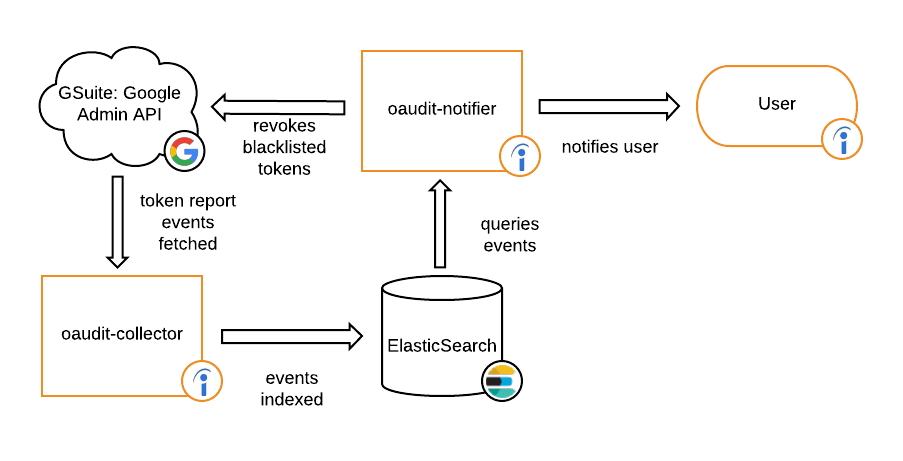 GSuite: Google
Admin API
oaudit-notifier
User
revokes
blacklisted
tokens
notifies user
token report
events
fetched
queries
events
oaudit-collector
ElasticSearch
events
indexed